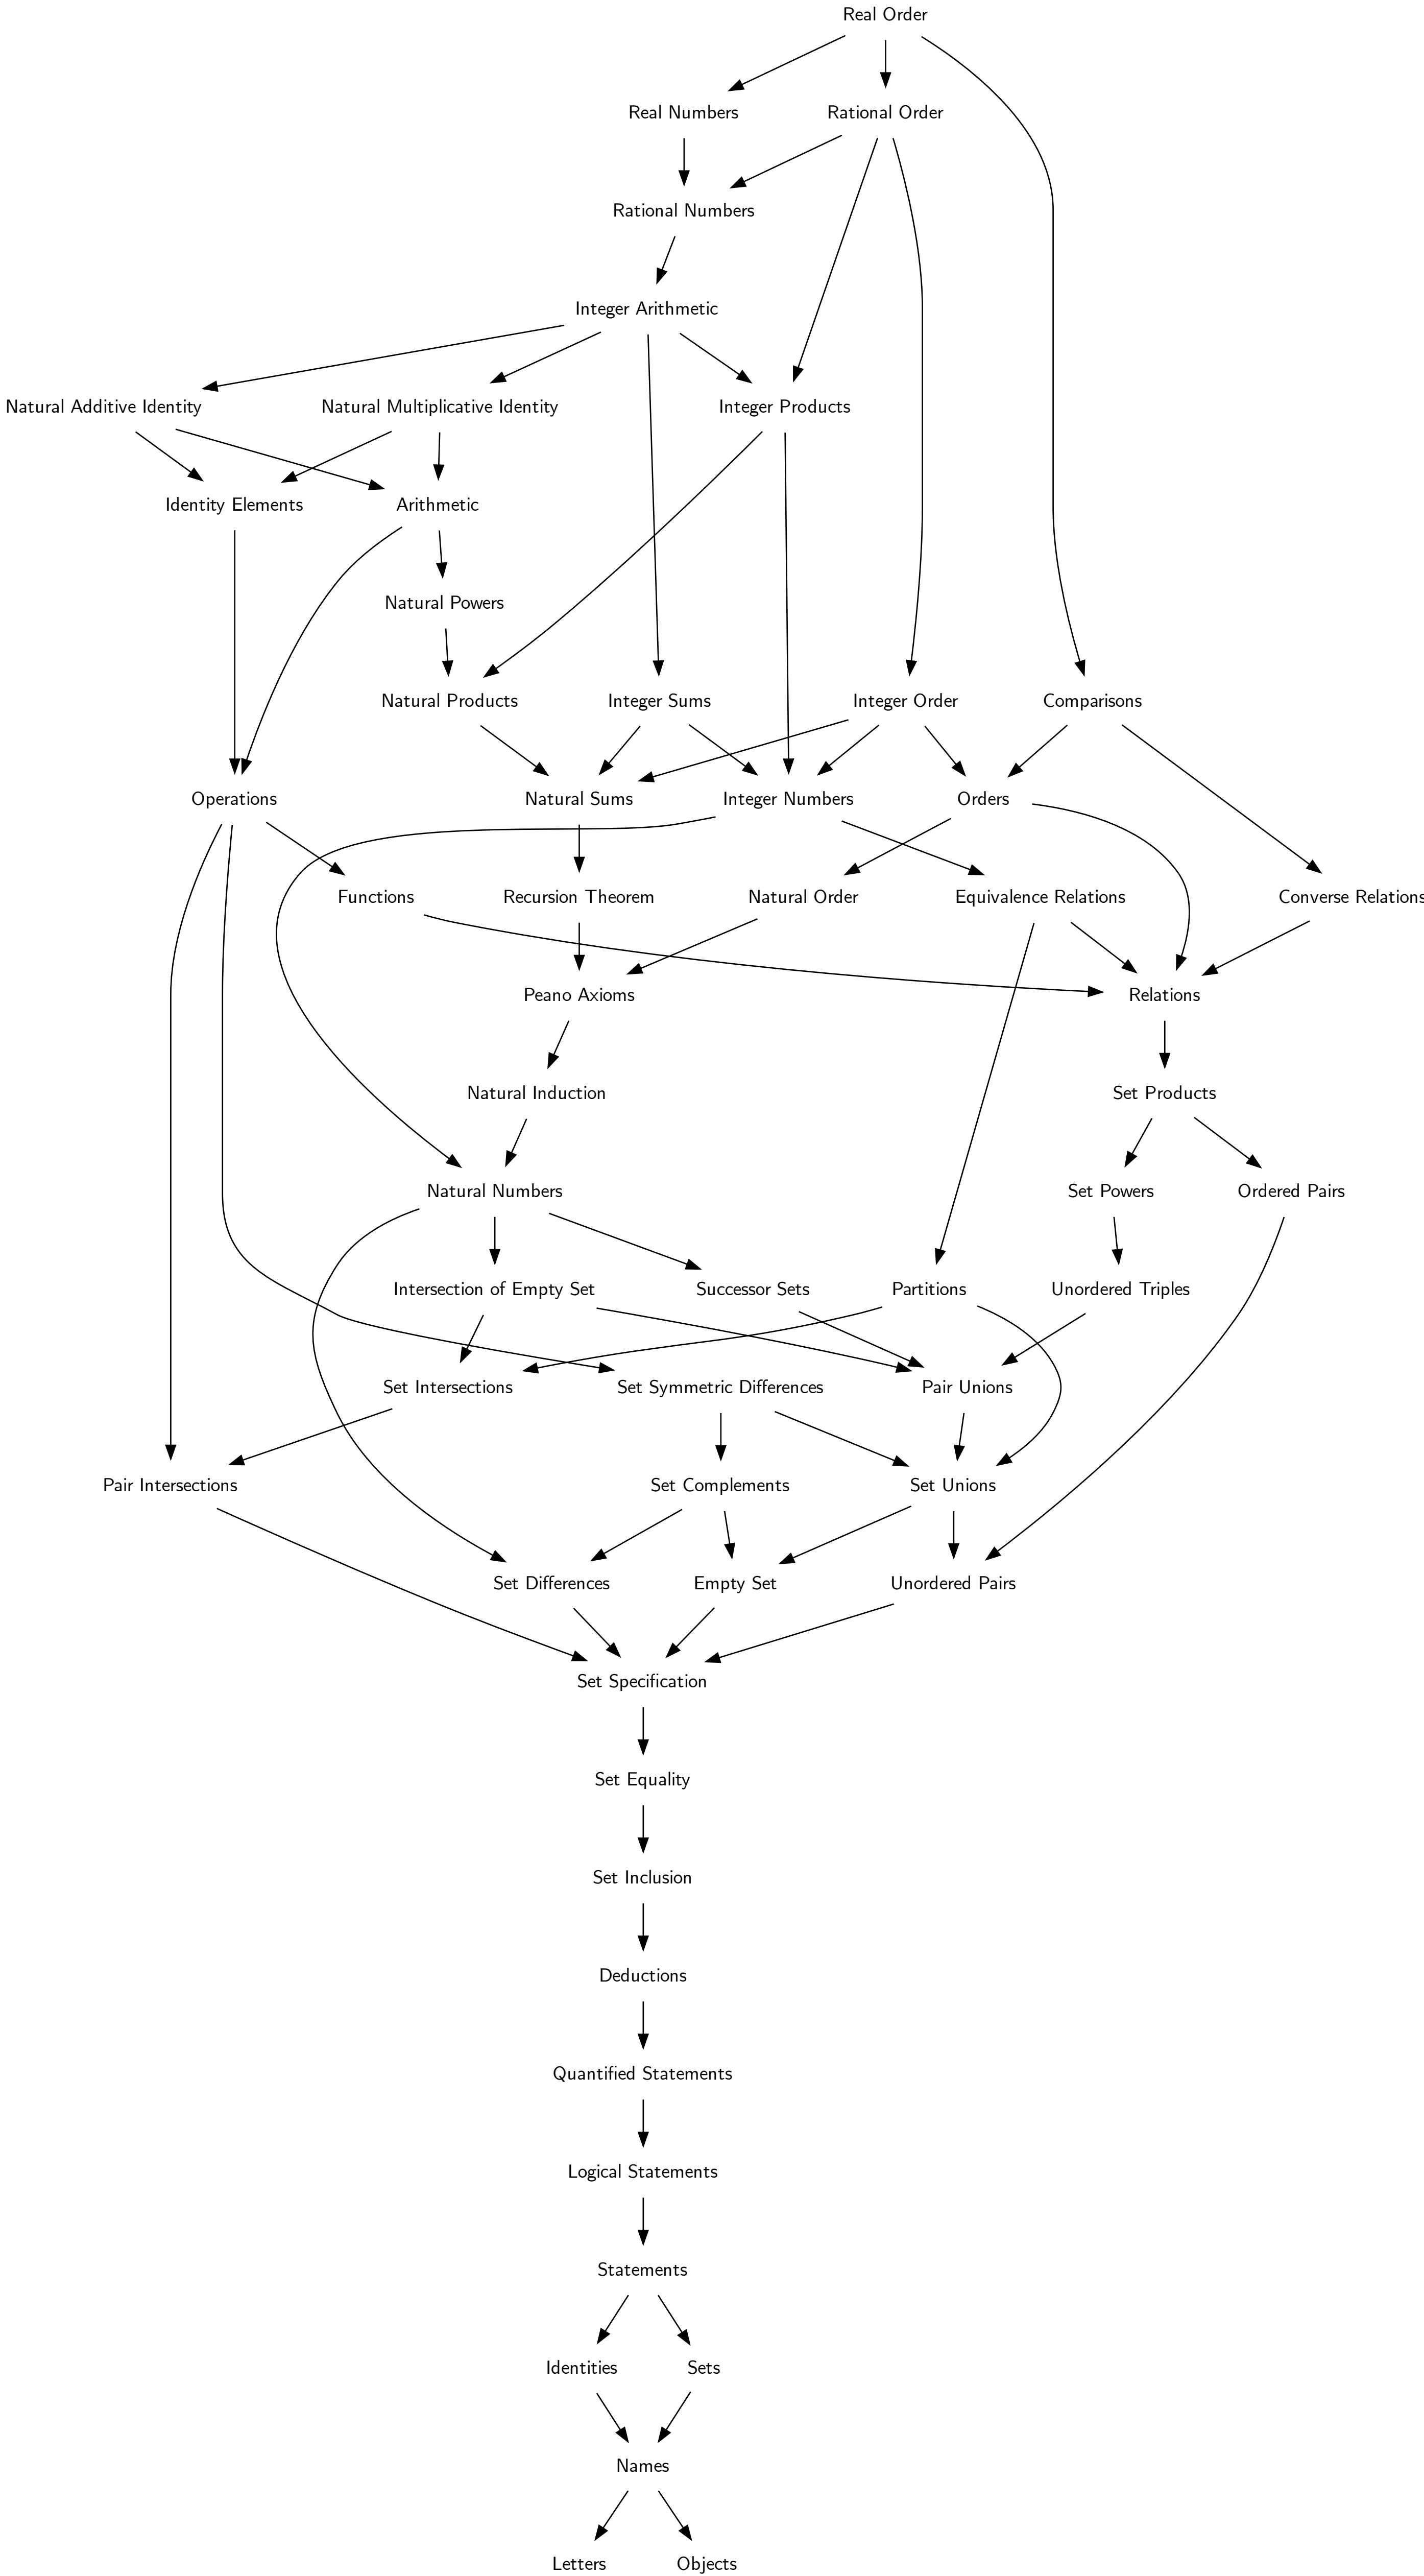 Real Order
Real Numbers
Rational Order
Rational Numbers
Integer Arithmetic
Natural Additive Identity
Natural Multiplicative Identity
Integer Products
Identity Elements
Arithmetic
Natural Powers
Natural Products
Integer Sums
Integer Order
Comparisons
Operations
Natural Sums
Integer Numbers
Orders
Functions
Recursion Theorem
Natural Order
Equivalence Relations
Converse Relations
Peano Axioms
Relations
Natural Induction
Set Products
Natural Numbers
Set Powers
Ordered Pairs
Intersection of Empty Set
Successor Sets
Partitions
Unordered Triples
Set Intersections
Set Symmetric Differences
Pair Unions
Pair Intersections
Set Complements
Set Unions
Set Differences
Empty Set
Unordered Pairs
Set Specification
Set Equality
Set Inclusion
Deductions
Quantified Statements
Logical Statements
Statements
Identities
Sets
Names
Letters
Objects